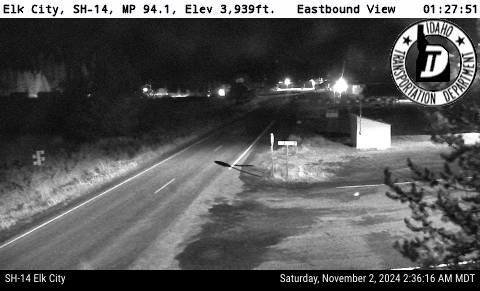 Elk City, SH-14, MP 94.1, Elev 3,939ft. Eastbound View 01:27:51
IDAHO
TRANSPORTATION DEPARTMENT
SH-14 Elk City Saturday, November 2, 2024 2:36:16 AM MDT